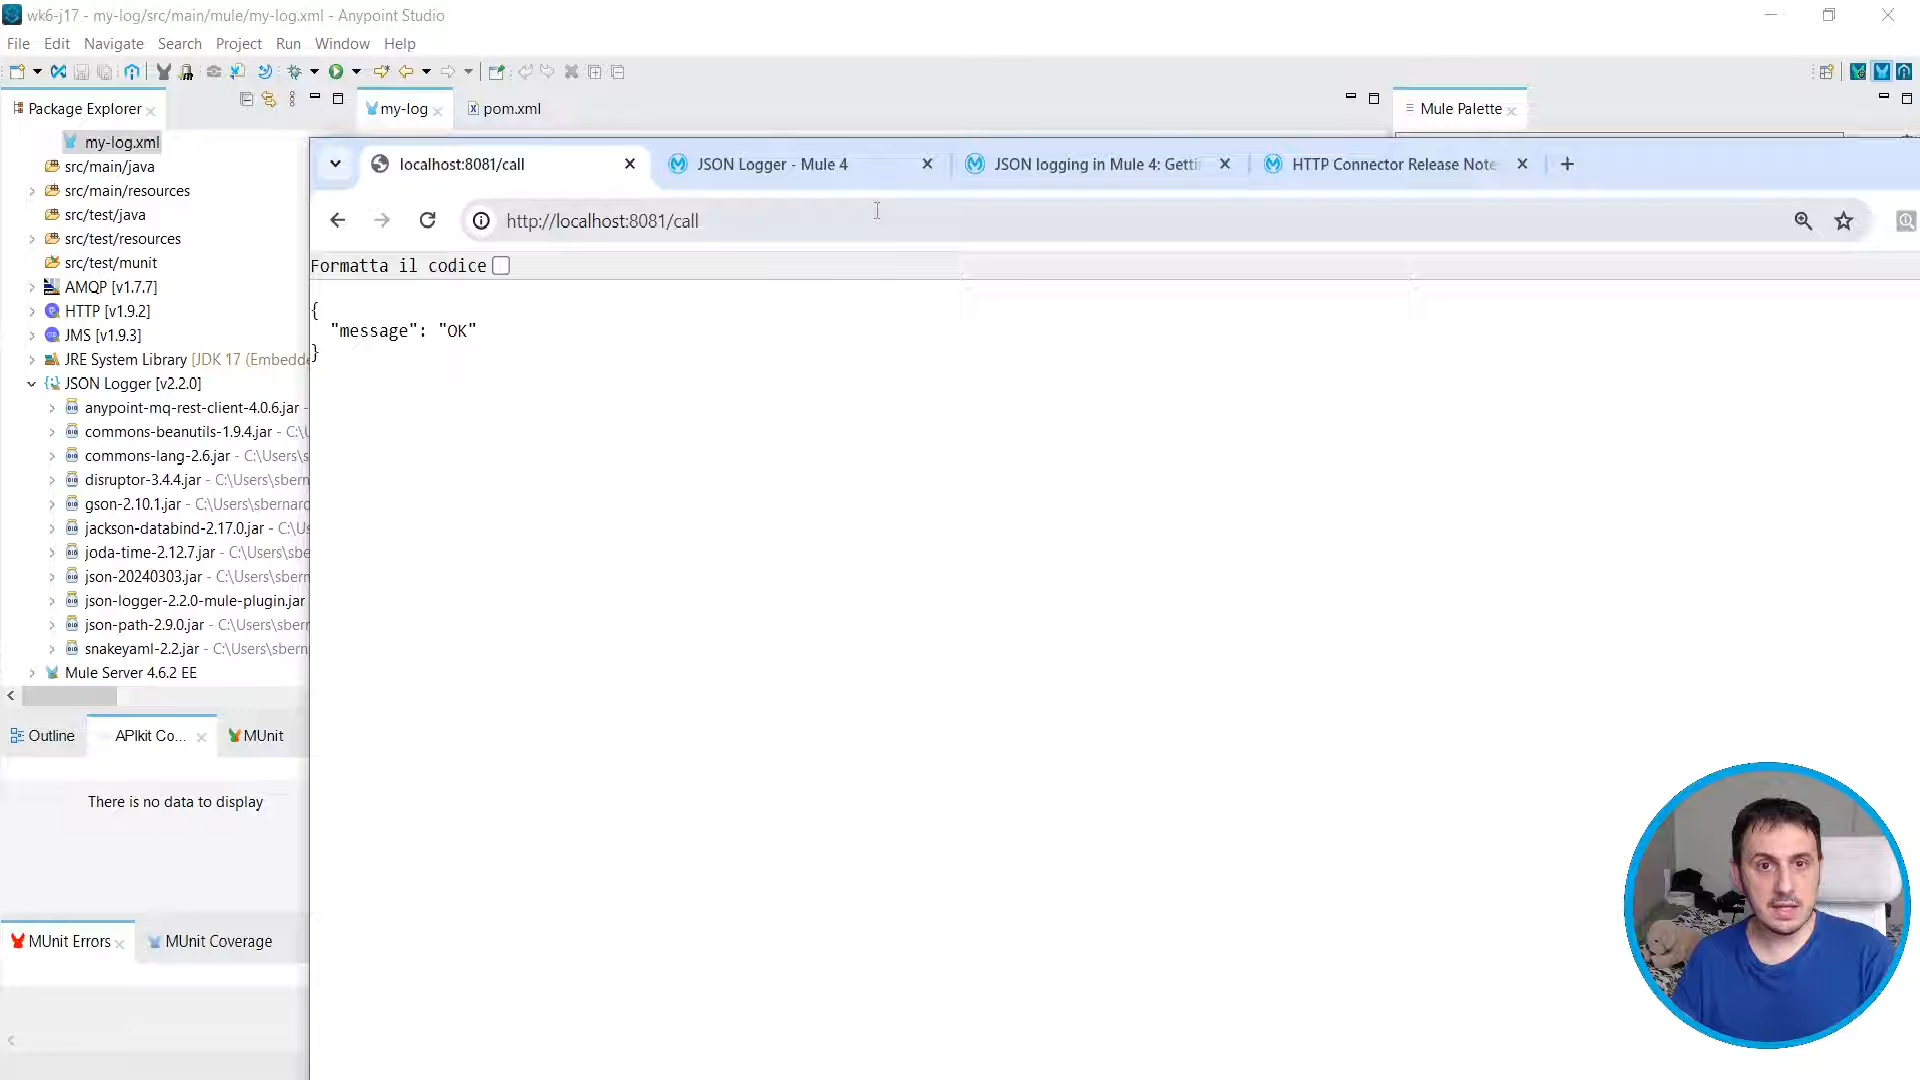 wk6-j17 - my-log/src/main/mule/my-log.xml - Anypoint Studio
File Edit Navigate Search Project Run Window Help
Package Explorer
my-log
pom.xml
Mule Palette
my-log.xml
src/main/java
src/main/resources
src/test/java
src/test/resources
src/test/munit
AMQP [v1.7.7]
HTTP [v1.9.2]
JMS [v1.9.3]
JRE System Library [JDK 17 (Embedde
JSON Logger [v2.2.0]
anypoint-mq-rest-client-4.0.6.jar -
commons-beanutils-1.9.4.jar - C:\U
commons-lang-2.6.jar - C:\Users\s
disruptor-3.4.4.jar - C:\Users\sbern
gson-2.10.1.jar - C:\Users\sbernard
jackson-databind-2.17.0.jar - C:\Us
joda-time-2.12.7.jar - C:\Users\sbe
json-20240303.jar - C:\Users\sbern
json-logger-2.2.0-mule-plugin.jar
json-path-2.9.0.jar - C:\Users\sberr
snakeyaml-2.2.jar - C:\Users\sbern
Mule Server 4.6.2 EE
Outline
APIkit Co...
MUnit
There is no data to display
MUnit Errors
MUnit Coverage
localhost:8081/call
JSON Logger - Mule 4
JSON logging in Mule 4: Getti
HTTP Connector Release Note
http://localhost:8081/call
Formatta il codice
{
"message": "OK"
}